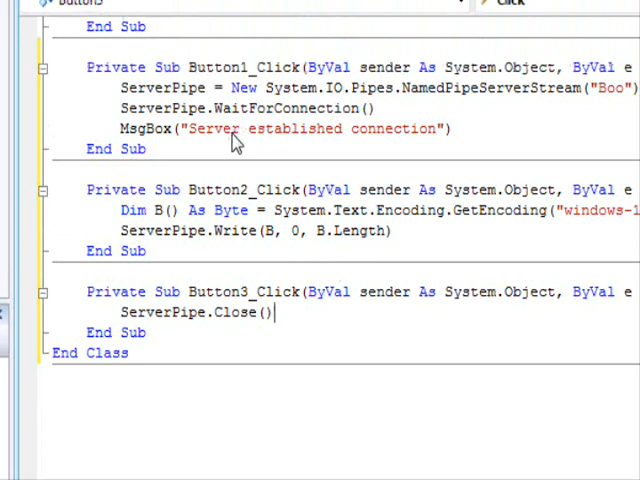 Button3 Click
End Sub
Private Sub Button1_Click(ByVal sender As System.Object, ByVal e
ServerPipe = New System.IO.Pipes.NamedPipeServerStream("Boo")
ServerPipe.WaitForConnection()
MsgBox("Server established connection")
End Sub
Private Sub Button2_Click(ByVal sender As System.Object, ByVal e
Dim B() As Byte = System.Text.Encoding.GetEncoding("windows-1
ServerPipe.Write(B, 0, B.Length)
End Sub
Private Sub Button3_Click(ByVal sender As System.Object, ByVal e
ServerPipe.Close()
End Sub
End Class